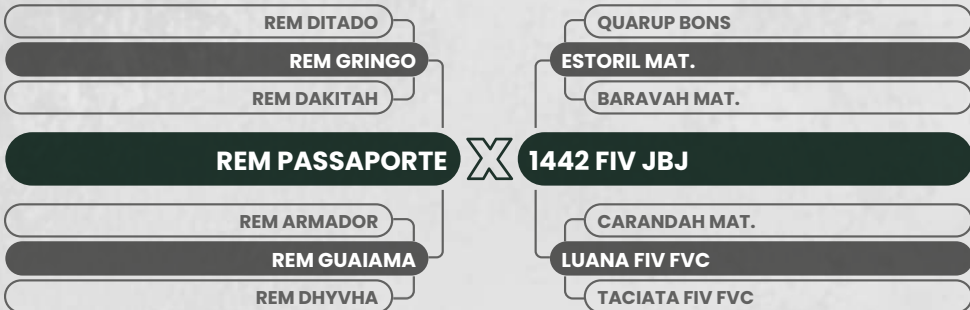 REM DITADO
REM GRINGO
REM DAKITAH
REM PASSAPORTE
REM ARMADOR
REM GUAIAMA
REM DHYVHA
X
QUARUP BONS
ESTORIL MAT.
BARAVAH MAT.
1442 FIV JBJ
CARANDAH MAT.
LUANA FIV FVC
TACIATA FIV FVC